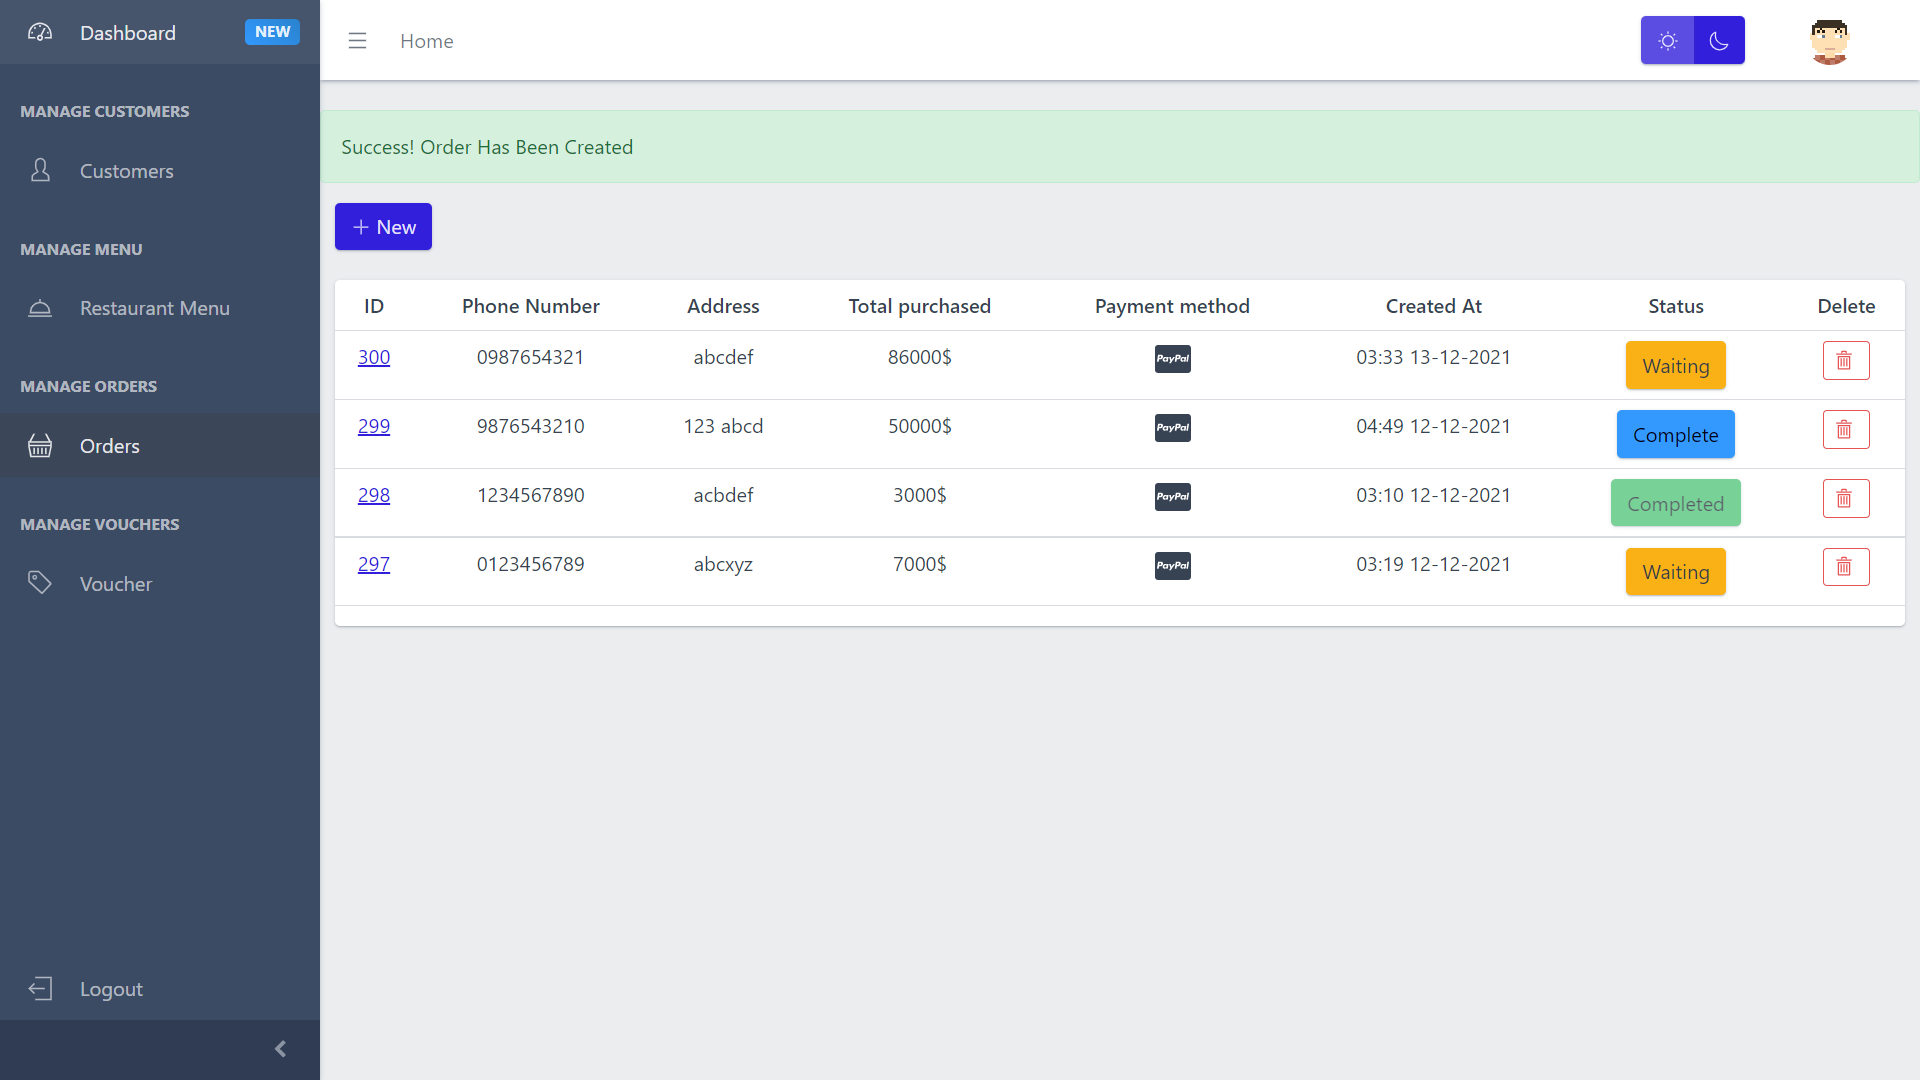 Dashboard NEW
MANAGE CUSTOMERS
Customers
MANAGE MENU
Restaurant Menu
MANAGE ORDERS
Orders
MANAGE VOUCHERS
Voucher
Logout
Home
Success! Order Has Been Created
+ New
ID Phone Number Address Total purchased Payment method Created At Status Delete
300 0987654321 abcdef 86000$ PayPal 03:33 13-12-2021 Waiting
299 9876543210 123 abcd 50000$ PayPal 04:49 12-12-2021 Complete
298 1234567890 acbdef 3000$ PayPal 03:10 12-12-2021 Completed
297 0123456789 abcxyz 7000$ PayPal 03:19 12-12-2021 Waiting